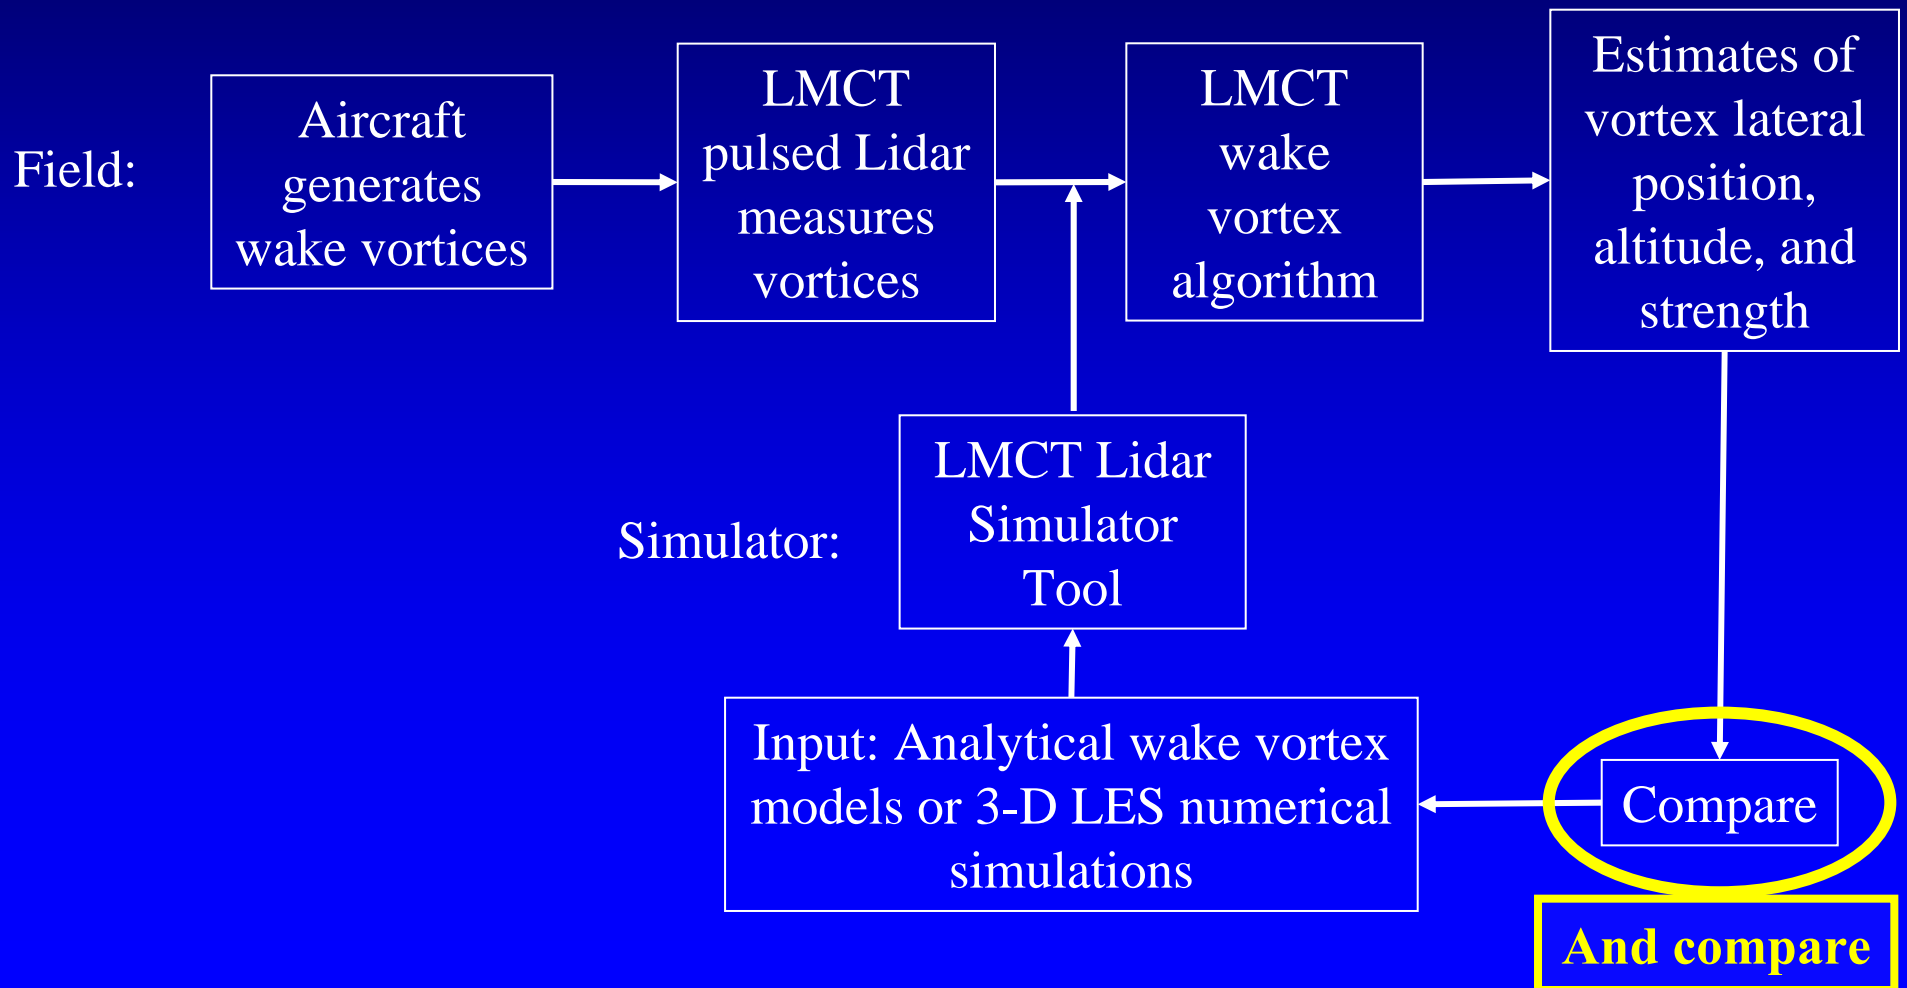 Field:
Aircraft
generates
wake vortices
LMCT
pulsed Lidar
measures
vortices
LMCT
wake
vortex
algorithm
Estimates of
vortex lateral
position,
altitude, and
strength
Simulator:
LMCT Lidar
Simulator
Tool
Input: Analytical wake vortex
models or 3-D LES numerical
simulations
Compare
And compare